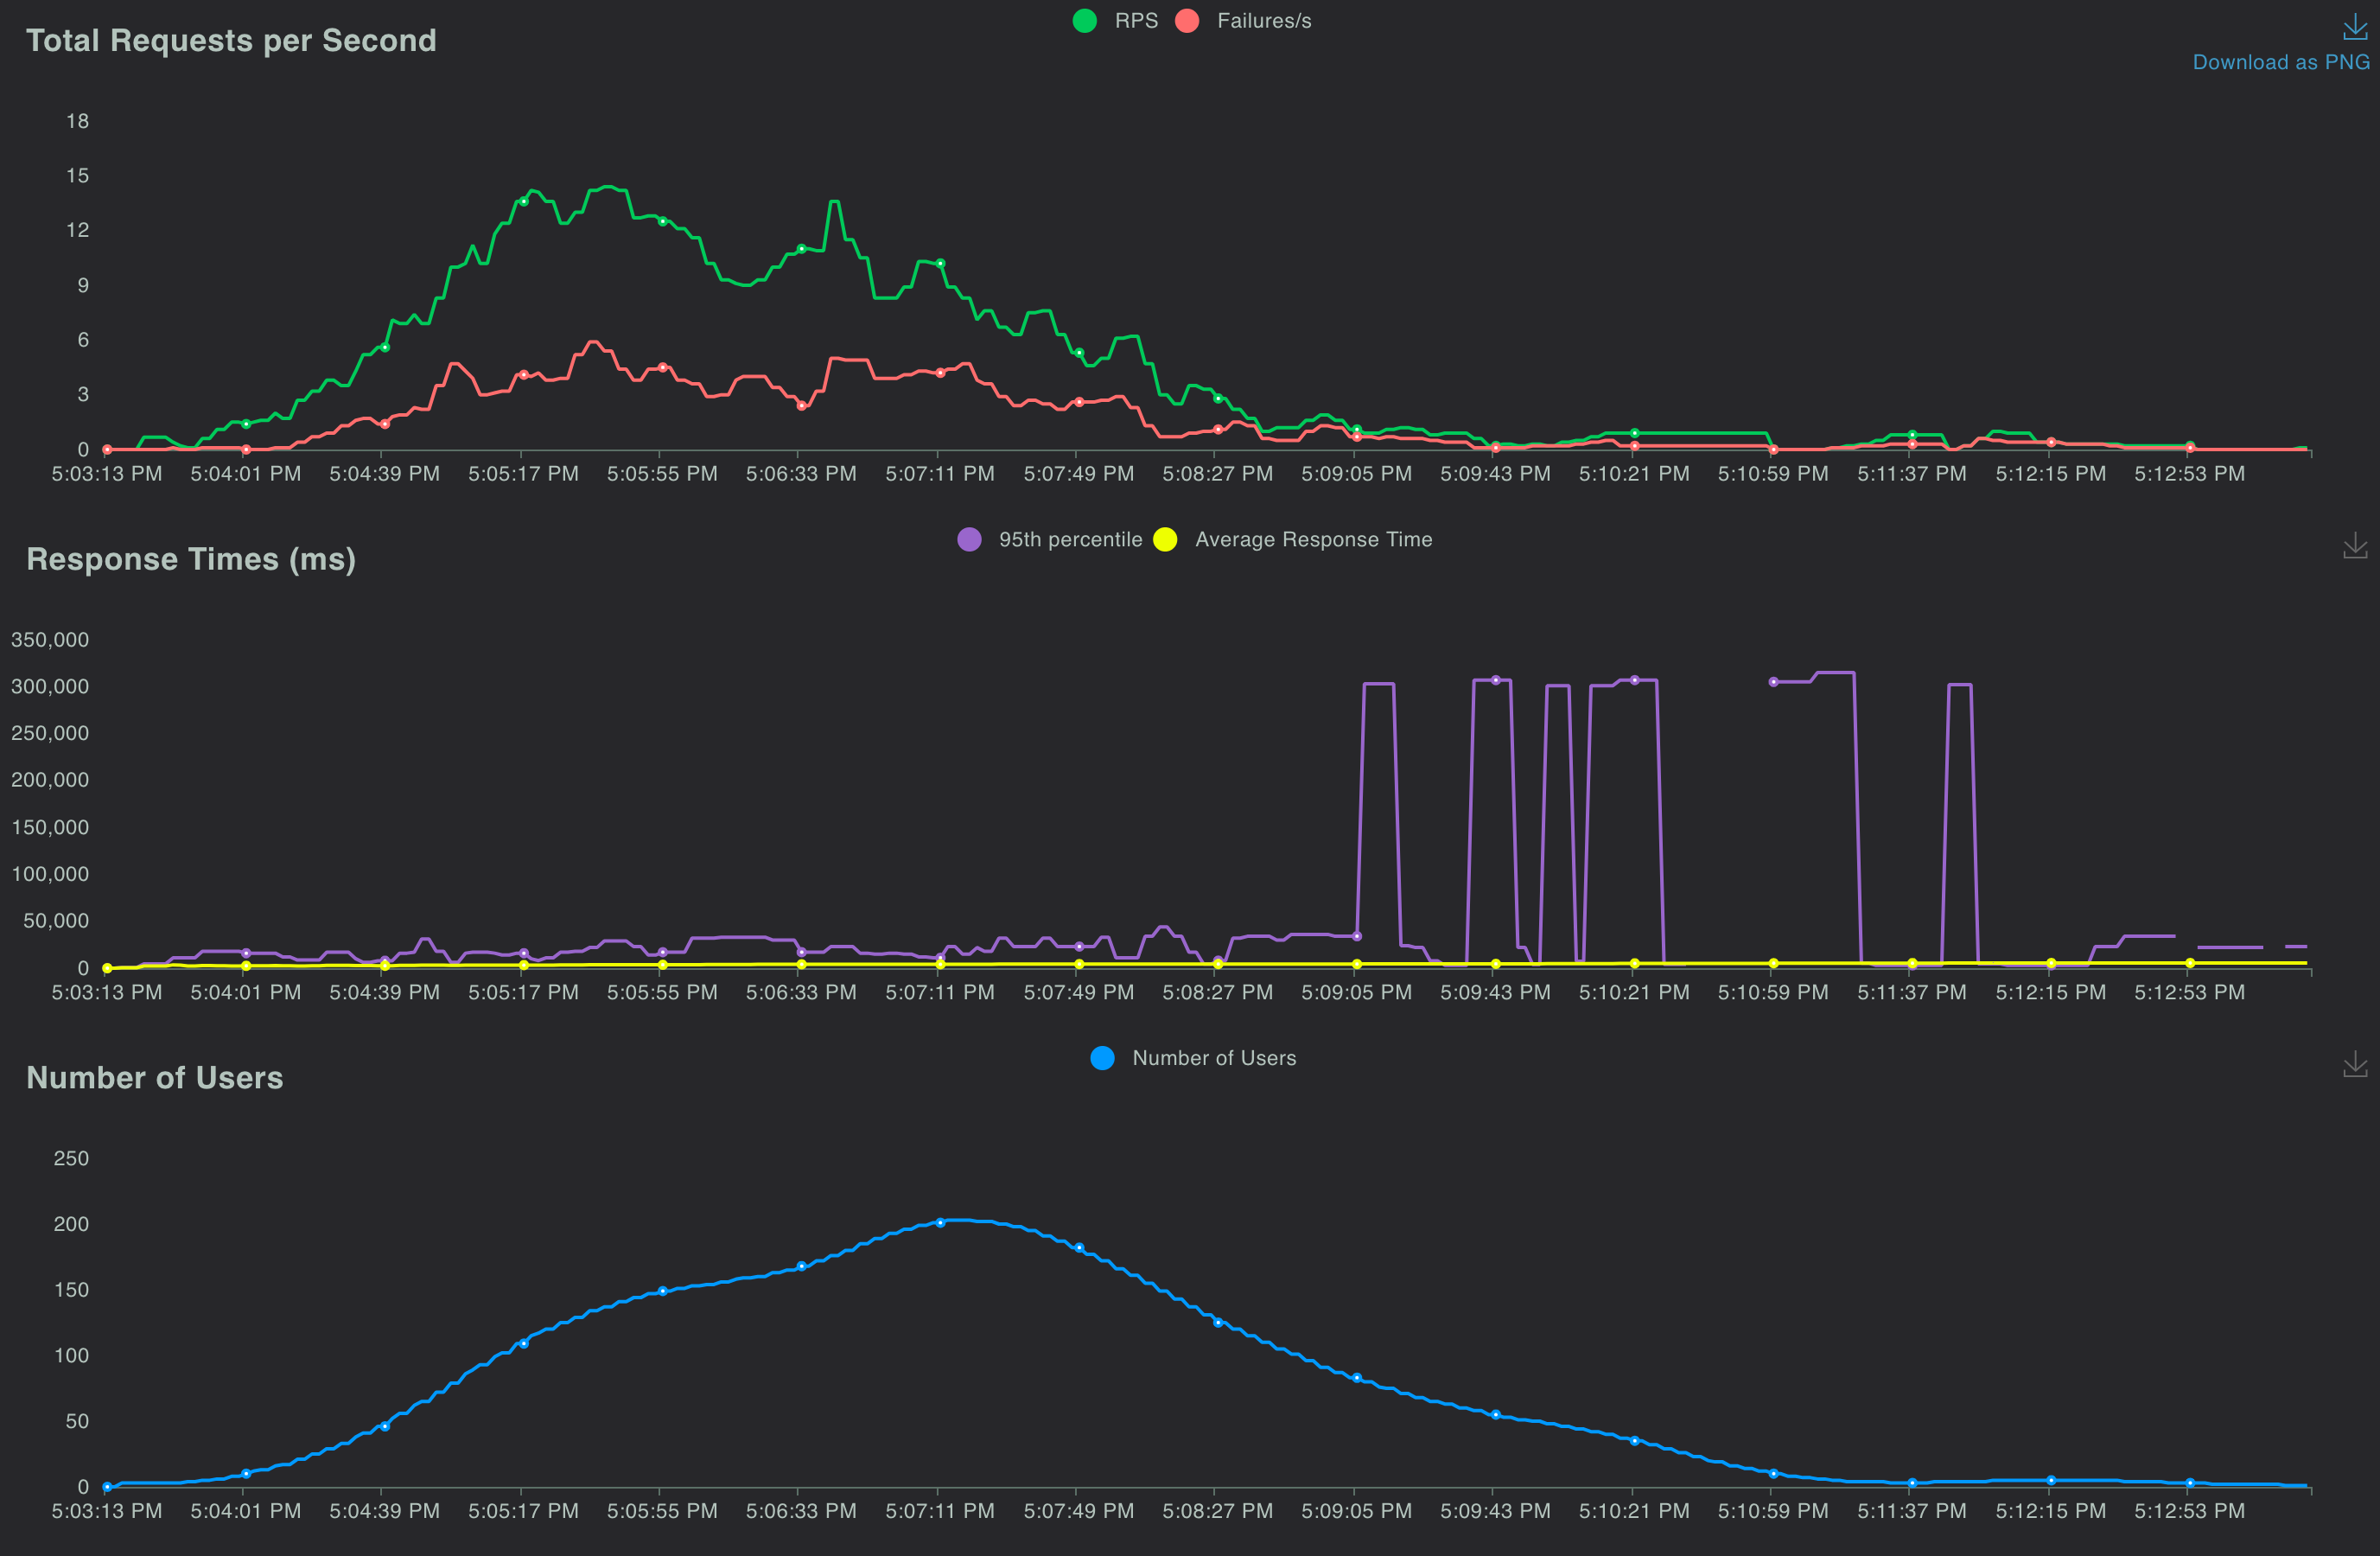 Total Requests per Second
RPS Failures/s
Download as PNG
18
15
12
9
6
3
0
5:03:13 PM 5:04:01 PM 5:04:39 PM 5:05:17 PM 5:05:55 PM 5:06:33 PM 5:07:11 PM 5:07:49 PM 5:08:27 PM 5:09:05 PM 5:09:43 PM 5:10:21 PM 5:10:59 PM 5:11:37 PM 5:12:15 PM 5:12:53 PM
Response Times (ms)
95th percentile Average Response Time
350,000
300,000
250,000
200,000
150,000
100,000
50,000
0
5:03:13 PM 5:04:01 PM 5:04:39 PM 5:05:17 PM 5:05:55 PM 5:06:33 PM 5:07:11 PM 5:07:49 PM 5:08:27 PM 5:09:05 PM 5:09:43 PM 5:10:21 PM 5:10:59 PM 5:11:37 PM 5:12:15 PM 5:12:53 PM
Number of Users
Number of Users
250
200
150
100
50
0
5:03:13 PM 5:04:01 PM 5:04:39 PM 5:05:17 PM 5:05:55 PM 5:06:33 PM 5:07:11 PM 5:07:49 PM 5:08:27 PM 5:09:05 PM 5:09:43 PM 5:10:21 PM 5:10:59 PM 5:11:37 PM 5:12:15 PM 5:12:53 PM